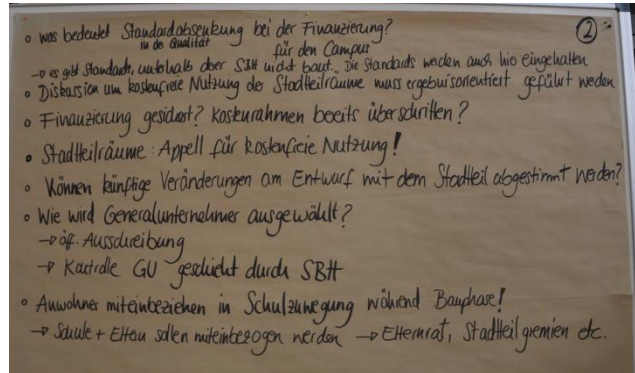 ②
◦ was bedeutet Standardabsenkung bei der Finanzierung?
in der Qualität für den Campus
→ es gibt Standards, unterhalb derer SBH nicht baut. Die Standards werden auch hier eingehalten
◦ Diskussion um kostenfreie Nutzung der Stadtteilräume muss ergebnisorientiert geführt werden
◦ Finanzierung gesichert? Kostenrahmen bereits überschritten?
• Stadtteilräume: Appell für kostenfreie Nutzung!
◦ Können künftige Veränderungen am Entwurf mit dem Stadtteil abgestimmt werden?
◦ Wie wird Generalunternehmer ausgewählt?
→ öff. Ausschreibung
→ Kontrolle GU geschieht durch SBH
◦ Anwohner miteinbeziehen in Schulzuwegung während Bauphase!
→ Schule + Eltern sollen miteinbezogen werden → Elternrat, Stadtteilgremien etc.